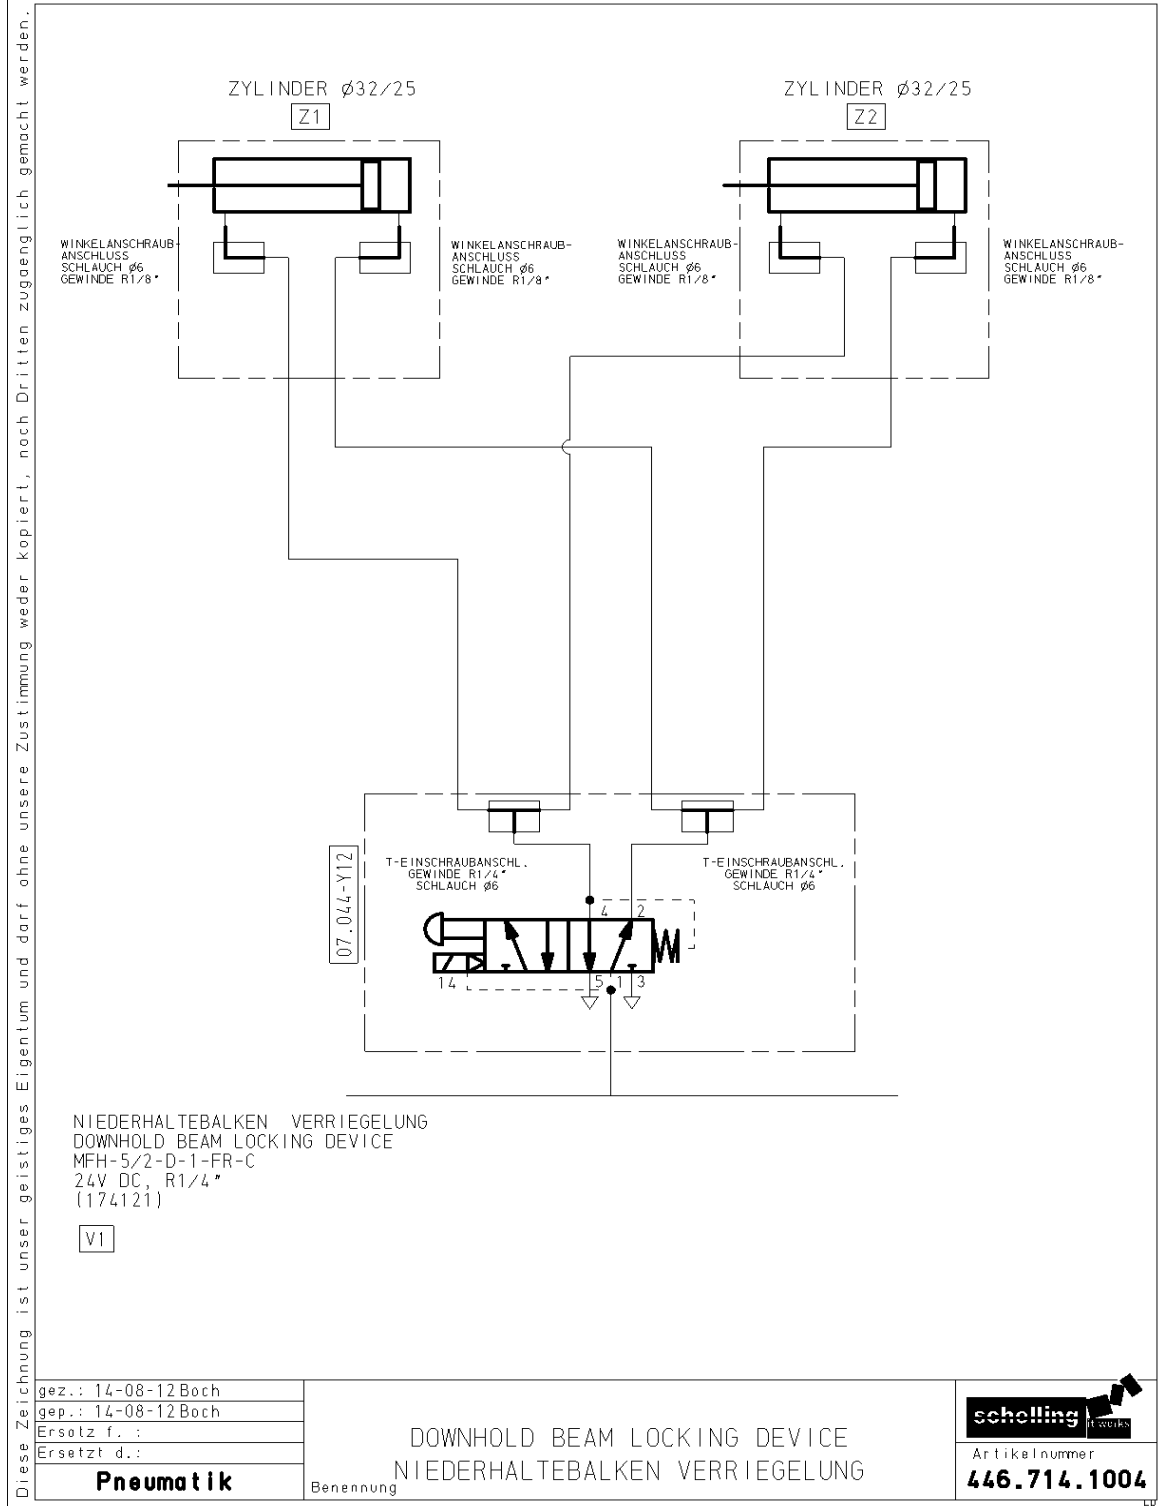 Diese Zeichnung ist unser geistiges Eigentum und darf ohne unsere Zustimmung weder kopiert, noch Dritten zugaenglich gemacht werden.
ZYLINDER Ø32/25
Z1
ZYLINDER Ø32/25
Z2
WINKELANSCHRAUB-
ANSCHLUSS
SCHLAUCH Ø6
GEWINDE R1/8"
WINKELANSCHRAUB-
ANSCHLUSS
SCHLAUCH Ø6
GEWINDE R1/8"
WINKELANSCHRAUB-
ANSCHLUSS
SCHLAUCH Ø6
GEWINDE R1/8"
WINKELANSCHRAUB-
ANSCHLUSS
SCHLAUCH Ø6
GEWINDE R1/8"
07.044-Y12
T-EINSCHRAUBANSCHL.
GEWINDE R1/4"
SCHLAUCH Ø6
T-EINSCHRAUBANSCHL.
GEWINDE R1/4"
SCHLAUCH Ø6
4 2
14 5 1 3
NIEDERHALTEBALKEN VERRIEGELUNG
DOWNHOLD BEAM LOCKING DEVICE
MFH-5/2-D-1-FR-C
24V DC, R1/4"
(174121)
V1
gez.: 14-08-12 Boch
gep.: 14-08-12 Boch
Ersatz f. :
Ersetzt d.:
Pneumatik
Benennung
DOWNHOLD BEAM LOCKING DEVICE
NIEDERHALTEBALKEN VERRIEGELUNG
schelling
it works
Artikelnummer
446.714.1004